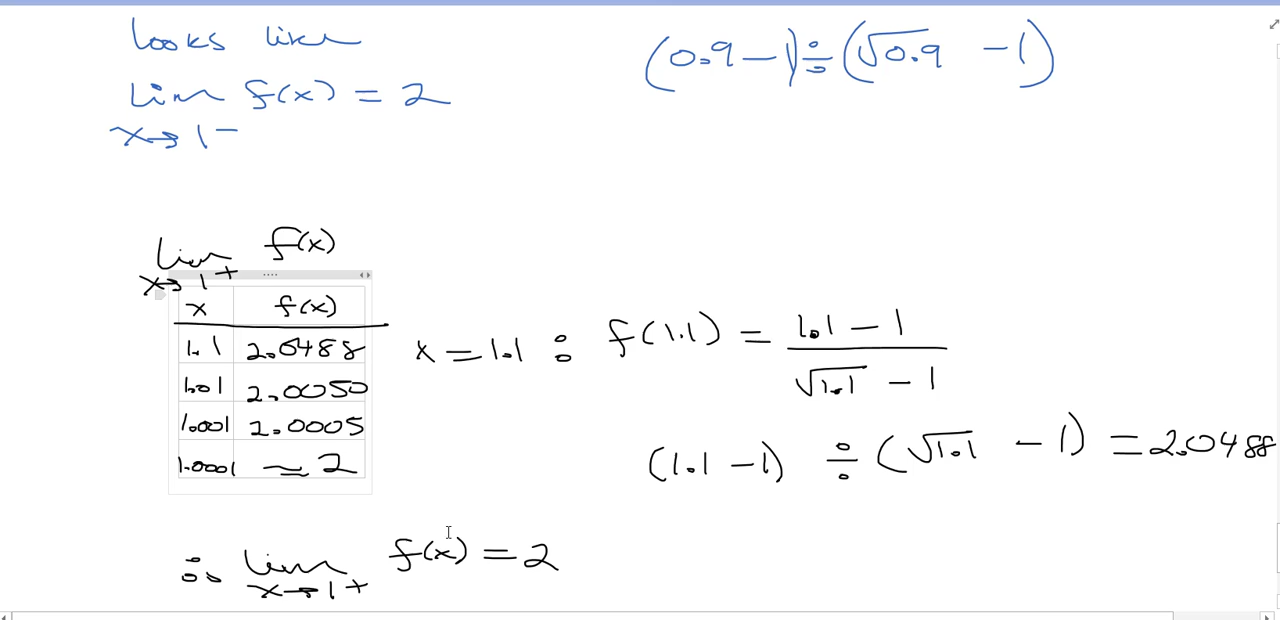 looks like
lim f(x) = 2
x→1⁻
(0.9 − 1) ÷ (√0.9 − 1)
lim f(x)
x→1⁺
x f(x)
1.1 2.0488
1.01 2.0050
1.001 2.0005
1.0001 ≃ 2
x = 1.1 : f(1.1) = 1.1 − 1
√1.1 − 1
(1.1 − 1) ÷ (√1.1 − 1) = 2.0488
∴ lim f(x) = 2
x→1⁺